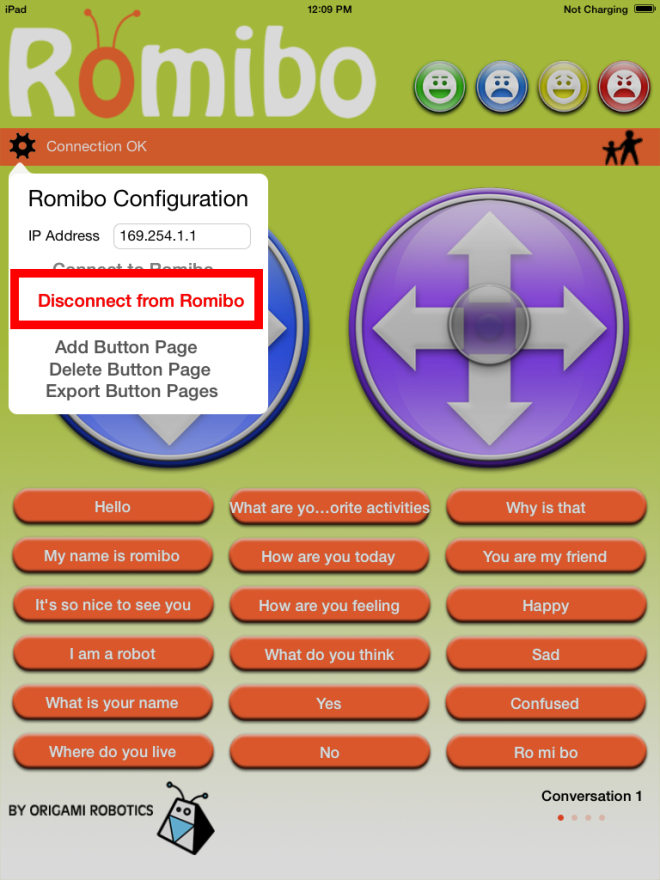 iPad 12:09 PM Not Charging
Romibo
Connection OK
Romibo Configuration
IP Address 169.254.1.1
Connect to Romibo
Disconnect from Romibo
Add Button Page
Delete Button Page
Export Button Pages
Hello What are yo...orite activities Why is that
My name is romibo How are you today You are my friend
It's so nice to see you How are you feeling Happy
I am a robot What do you think Sad
What is your name Yes Confused
Where do you live No Ro mi bo
Conversation 1
BY ORIGAMI ROBOTICS